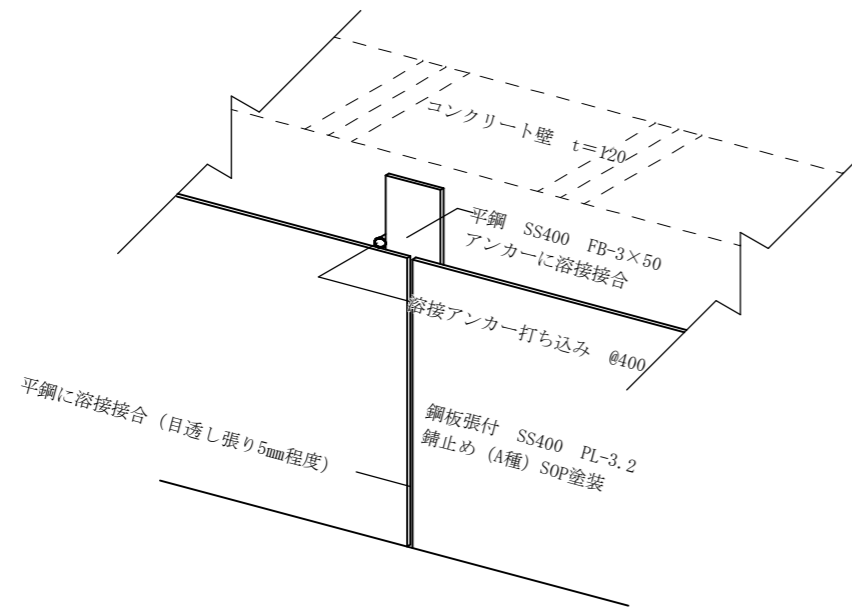 コンクリート壁　t=120
平鋼　SS400　FB-3×50
アンカーに溶接接合
溶接アンカー打ち込み　@400
平鋼に溶接接合（目透し張り5mm程度）
鋼板張付　SS400　PL-3.2
錆止め（A種）SOP塗装